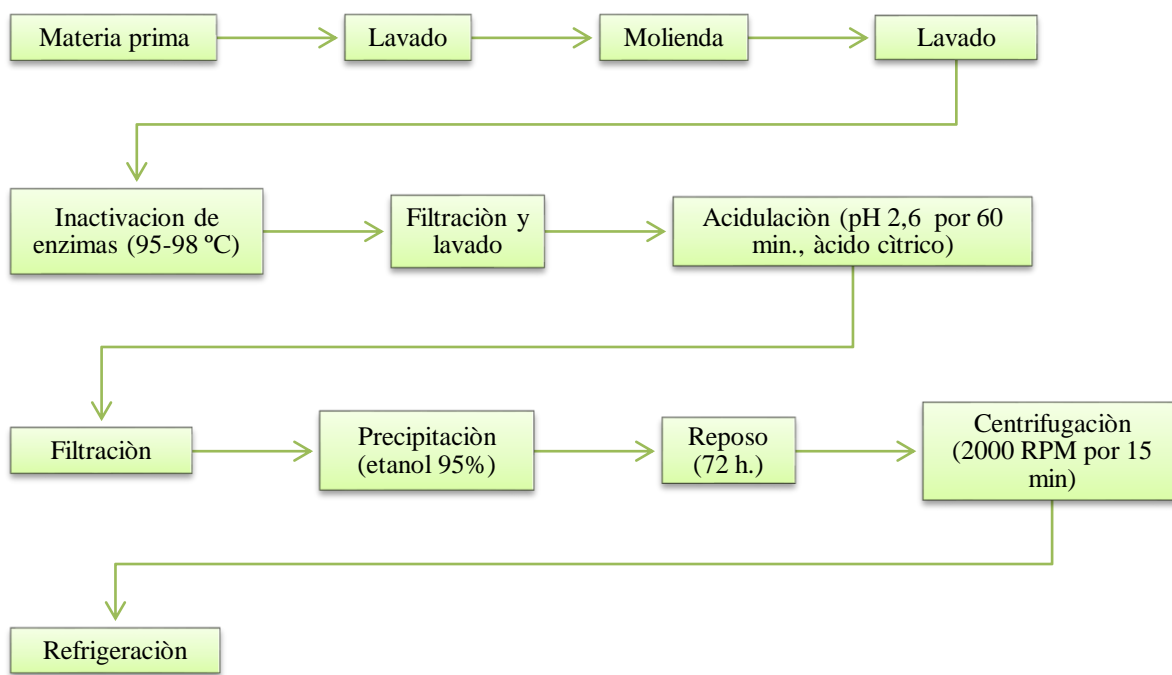 Materia prima
Lavado
Molienda
Lavado
Inactivacion de
enzimas (95-98 ºC)
Filtraciòn y
lavado
Acidulaciòn (pH 2,6 por 60
min., àcido cìtrico)
Filtraciòn
Precipitaciòn
(etanol 95%)
Reposo
(72 h.)
Centrifugaciòn
(2000 RPM por 15
min)
Refrigeraciòn